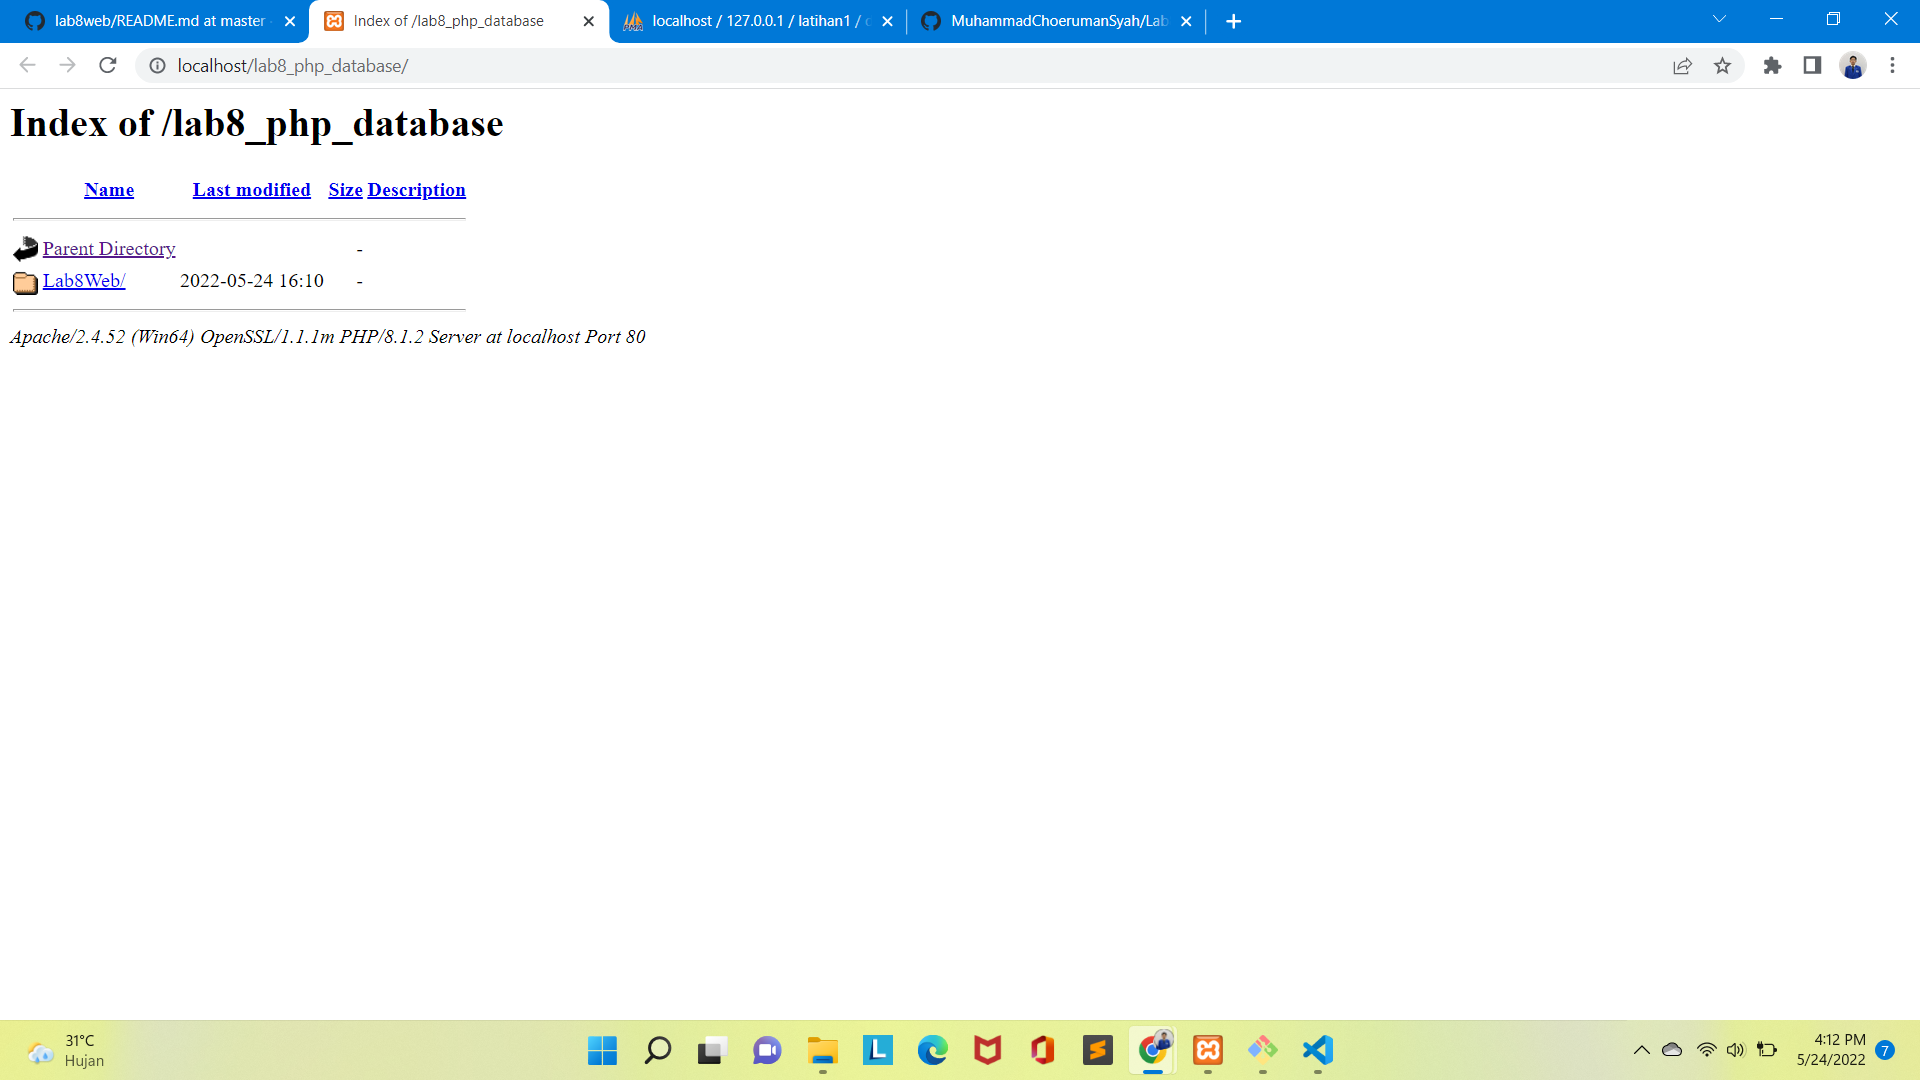 lab8web/README.md at master
Index of /lab8_php_database
localhost / 127.0.0.1 / latihan1 /
MuhammadChoerumanSyah/Lab
localhost/lab8_php_database/
Index of /lab8_php_database
Name Last modified Size Description
Parent Directory -
Lab8Web/ 2022-05-24 16:10 -
Apache/2.4.52 (Win64) OpenSSL/1.1.1m PHP/8.1.2 Server at localhost Port 80
31°C
Hujan
4:12 PM
5/24/2022
7